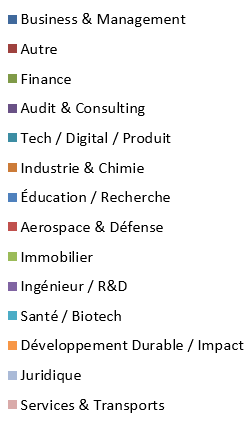 Business & Management
Autre
Finance
Audit & Consulting
Tech / Digital / Produit
Industrie & Chimie
Éducation / Recherche
Aerospace & Défense
Immobilier
Ingénieur / R&D
Santé / Biotech
Développement Durable / Impact
Juridique
Services & Transports